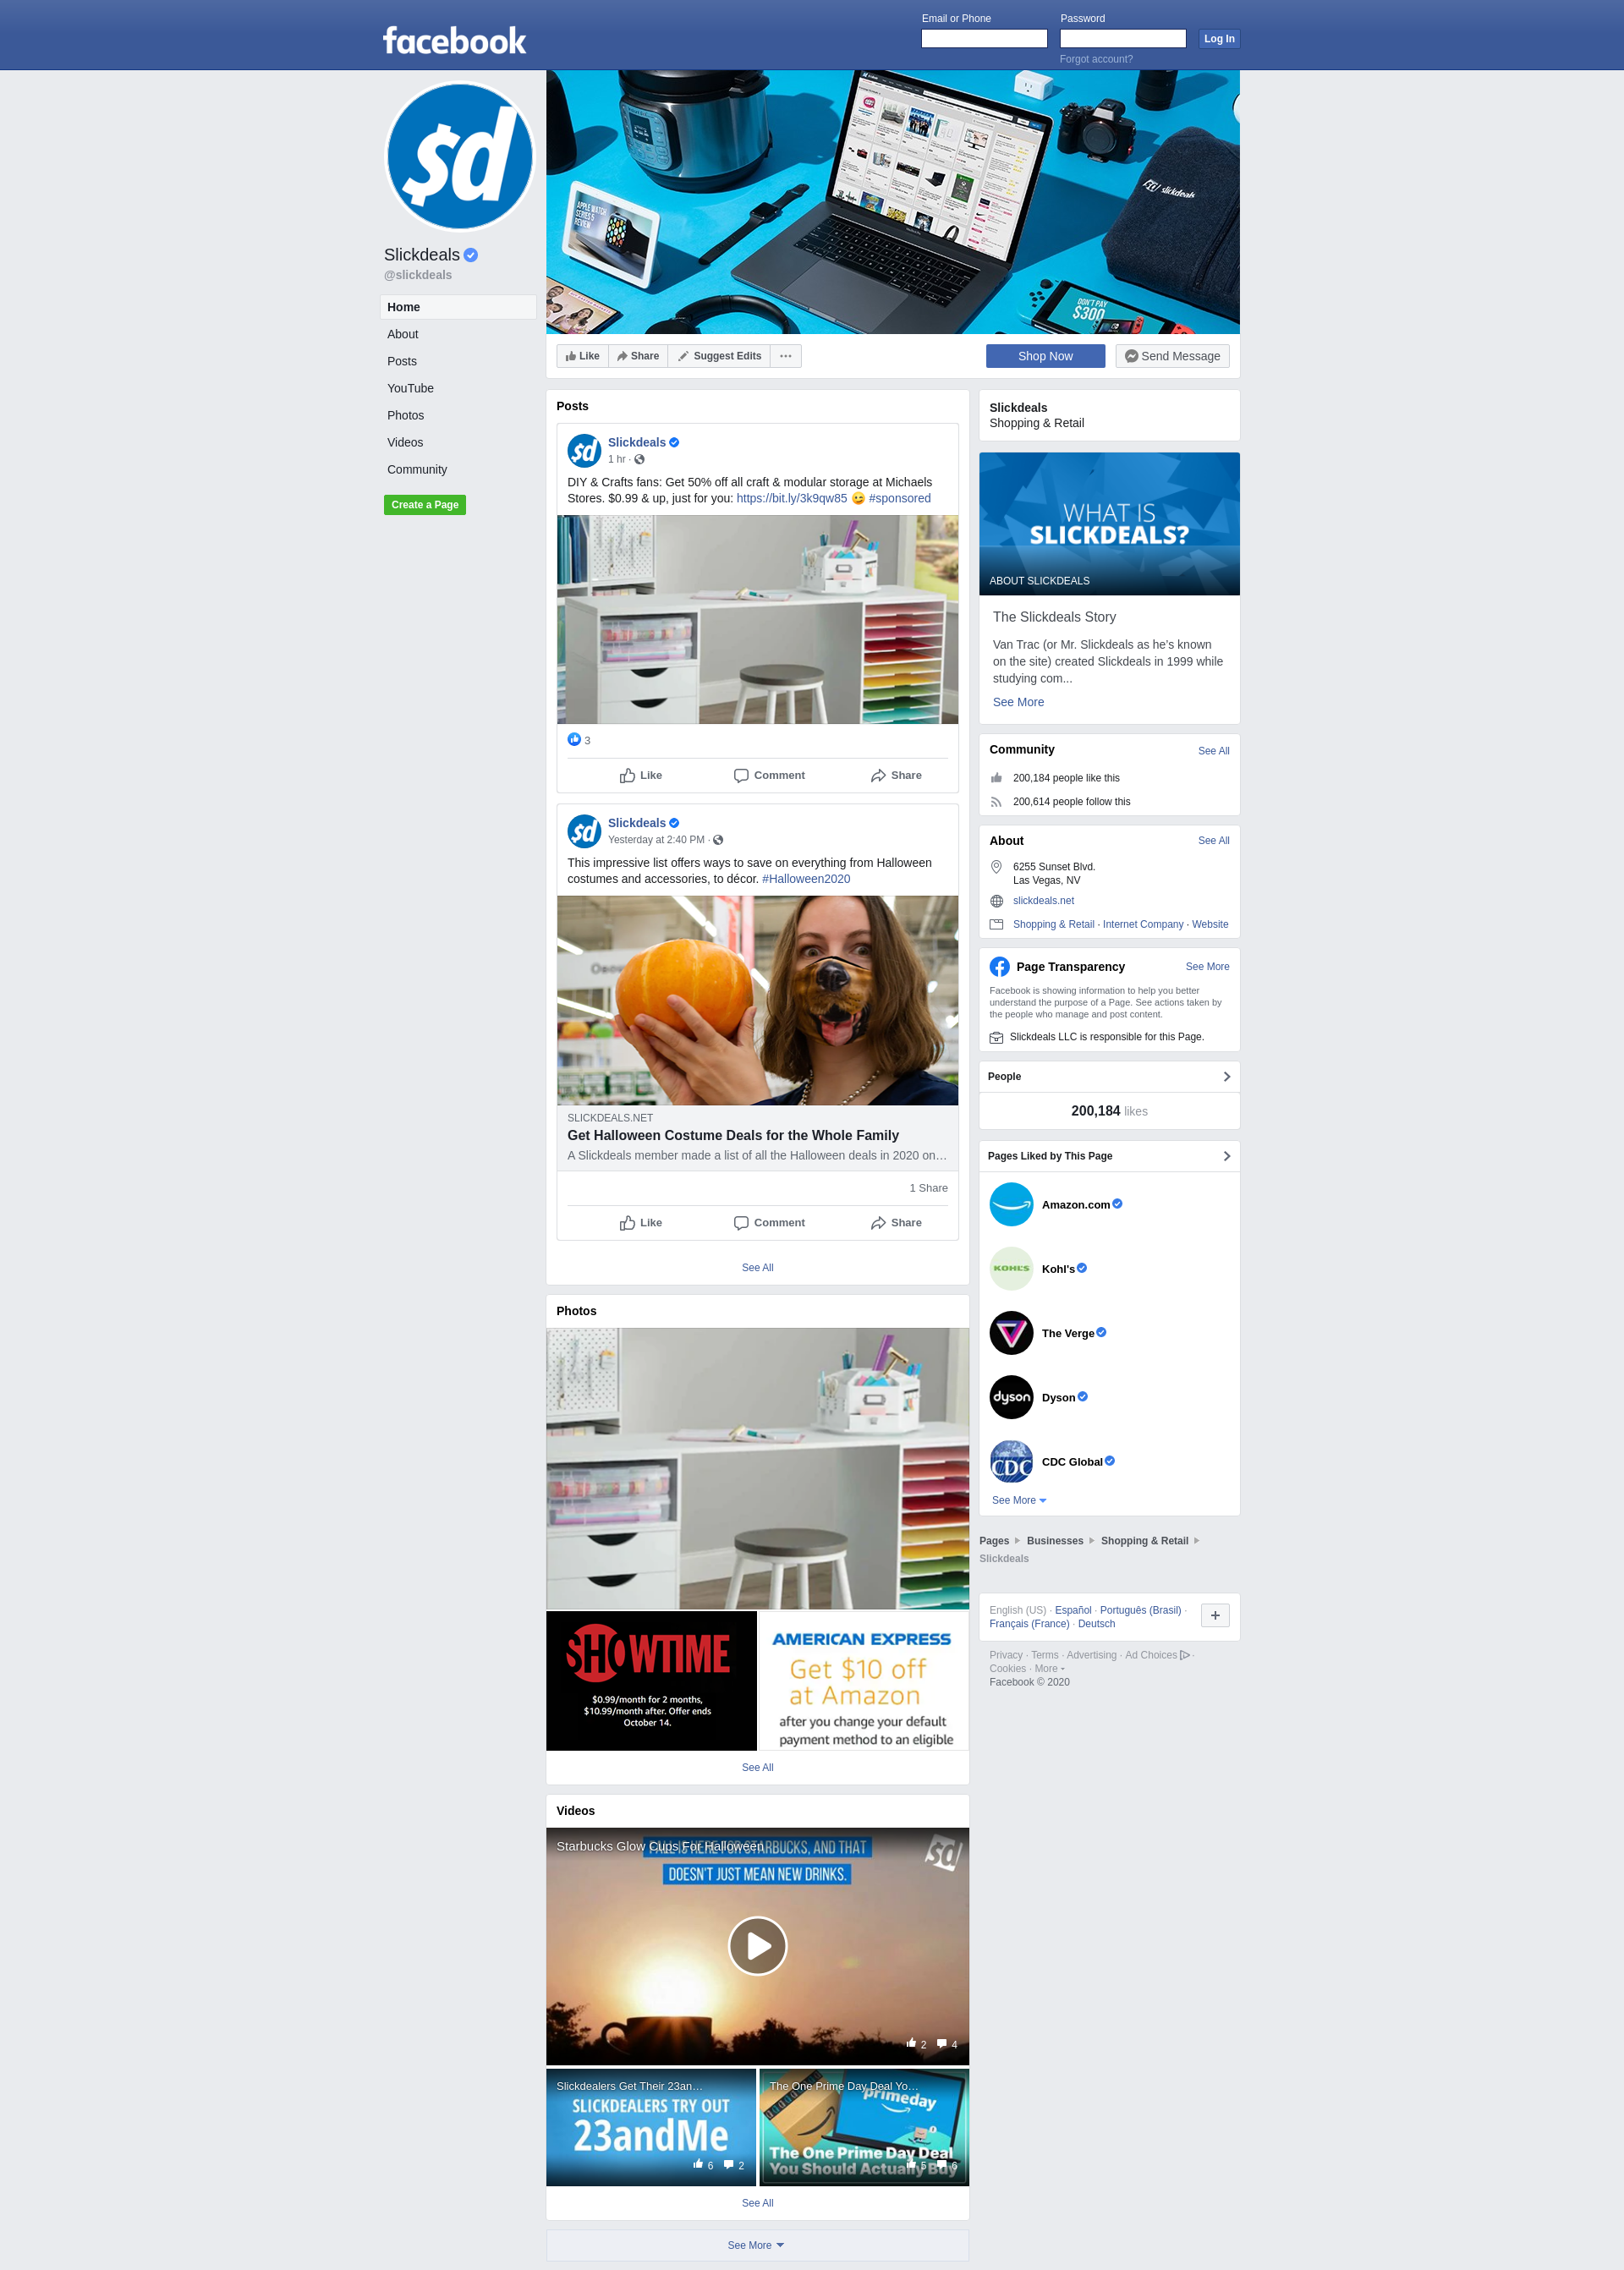 facebook
Email or Phone
Password
Log In
Forgot account?
$d
Slickdeals
@slickdeals
Home
About
Posts
YouTube
Photos
Videos
Community
Create a Page
APPLE WATCH
SERIES 5
REVIEW
slickdeals
DON'T PAY
$300
Like
Share
Suggest Edits
Shop Now
Send Message
Posts
$d
Slickdeals
1 hr ·
DIY & Crafts fans: Get 50% off all craft & modular storage at Michaels
Stores. $0.99 & up, just for you: https://bit.ly/3k9qw85 😉 #sponsored
3
Like
Comment
Share
$d
Slickdeals
Yesterday at 2:40 PM ·
This impressive list offers ways to save on everything from Halloween
costumes and accessories, to décor. #Halloween2020
SLICKDEALS.NET
Get Halloween Costume Deals for the Whole Family
A Slickdeals member made a list of all the Halloween deals in 2020 on…
1 Share
Like
Comment
Share
See All
Photos
SHOWTIME
$0.99/month for 2 months,
$10.99/month after. Offer ends
October 14.
AMERICAN EXPRESS
Get $10 off
at Amazon
after you change your default
payment method to an eligible
See All
Videos
Starbucks Glow Cups For Halloween
FALL IS HERE FOR STARBUCKS, AND THAT
DOESN'T JUST MEAN NEW DRINKS.
$d
2
4
Slickdealers Get Their 23an…
SLICKDEALERS TRY OUT
23andMe
6
2
The One Prime Day Deal Yo…
primeday
The One Prime Day Deal
You Should Actually Buy
5
6
See All
See More
Slickdeals
Shopping & Retail
WHAT IS
SLICKDEALS?
ABOUT SLICKDEALS
The Slickdeals Story
Van Trac (or Mr. Slickdeals as he's known
on the site) created Slickdeals in 1999 while
studying com...
See More
Community
See All
200,184 people like this
200,614 people follow this
About
See All
6255 Sunset Blvd.
Las Vegas, NV
slickdeals.net
Shopping & Retail · Internet Company · Website
Page Transparency
See More
Facebook is showing information to help you better
understand the purpose of a Page. See actions taken by
the people who manage and post content.
Slickdeals LLC is responsible for this Page.
People
200,184 likes
Pages Liked by This Page
Amazon.com
KOHL'S
Kohl's
The Verge
dyson
Dyson
CDC
CDC Global
See More
Pages
Businesses
Shopping & Retail
Slickdeals
English (US) · Español · Português (Brasil) ·
Français (France) · Deutsch
Privacy · Terms · Advertising · Ad Choices ·
Cookies · More
Facebook © 2020